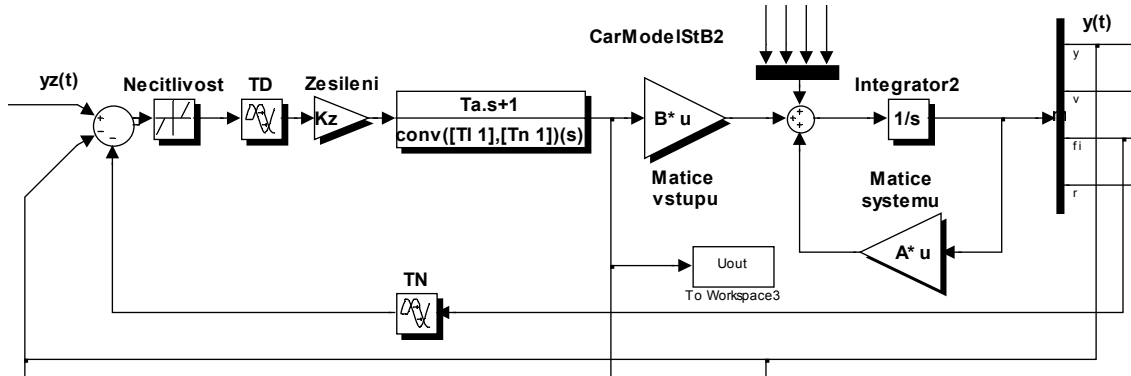 CarModelStB2
y(t)
yz(t)
Necitlivost
TD
Zesileni
Integrator2
y
Kz
Ta.s+1
conv([Tl 1],[Tn 1])(s)
B* u
1/s
v
fi
r
Matice
vstupu
Matice
systemu
A* u
Uout
To Workspace3
TN